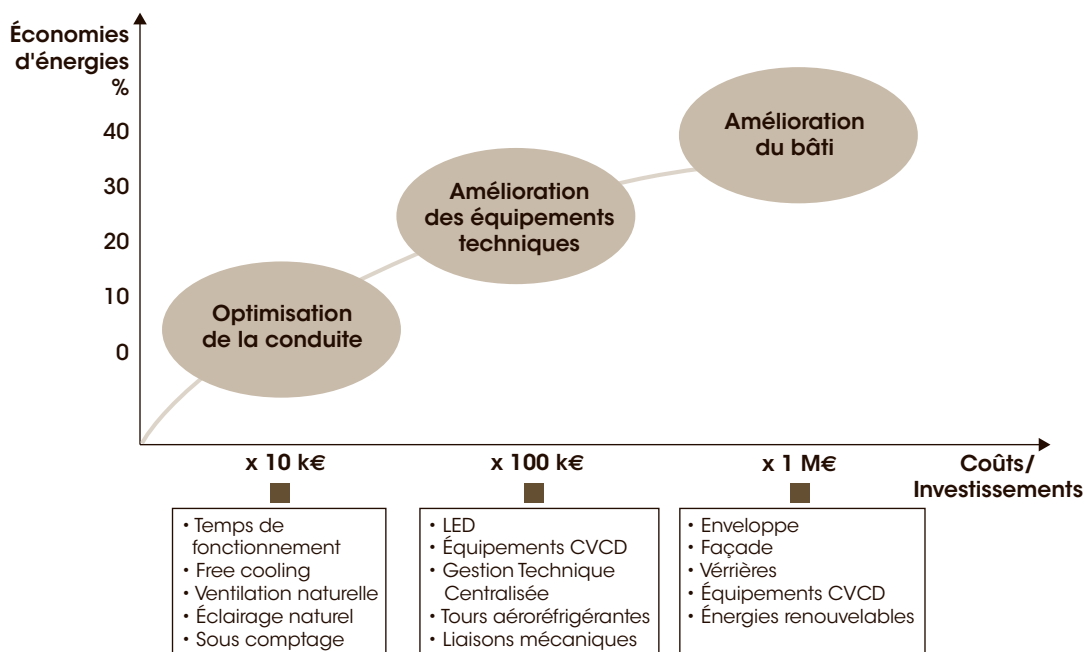 Économies
d'énergies
%
40
30
20
10
0
Amélioration
du bâti
Amélioration
des équipements
techniques
Optimisation
de la conduite
x 10 k€
x 100 k€
x 1 M€
Coûts/
Investissements
• Temps de
fonctionnement
• Free cooling
• Ventilation naturelle
• Éclairage naturel
• Sous comptage
• LED
• Équipements CVCD
• Gestion Technique
Centralisée
• Tours aéroréfrigérantes
• Liaisons mécaniques
• Enveloppe
• Façade
• Vérrières
• Équipements CVCD
• Énergies renouvelables